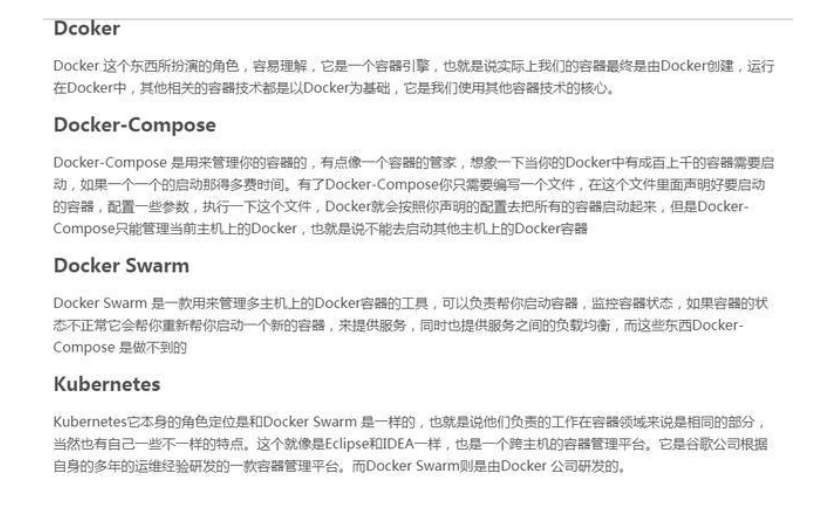 Dcoker
Docker 这个东西所扮演的角色，容易理解，它是一个容器引擎，也就是说实际上我们的容器最终是由Docker创建，运行
在Docker中，其他相关的容器技术都是以Docker为基础，它是我们使用其他容器技术的核心。
Docker-Compose
Docker-Compose 是用来管理你的容器的，有点像一个容器的管家，想象一下当你的Docker中有成百上千的容器需要启
动，如果一个一个的启动那得多费时间。有了Docker-Compose你只需要编写一个文件，在这个文件里面声明好要启动
的容器，配置一些参数，执行一下这个文件，Docker就会按照你声明的配置去把所有的容器启动起来，但是Docker-
Compose只能管理当前主机上的Docker，也就是说不能去启动其他主机上的Docker容器
Docker Swarm
Docker Swarm 是一款用来管理多主机上的Docker容器的工具，可以负责帮你启动容器，监控容器状态，如果容器的状
态不正常它会帮你重新帮你启动一个新的容器，来提供服务，同时也提供服务之间的负载均衡，而这些东西Docker-
Compose 是做不到的
Kubernetes
Kubernetes它本身的角色定位是和Docker Swarm 是一样的，也就是说他们负责的工作在容器领域来说是相同的部分，
当然也有自己一些不一样的特点。这个就像是Eclipse和IDEA一样，也是一个跨主机的容器管理平台。它是谷歌公司根据
自身的多年的运维经验研发的一款容器管理平台。而Docker Swarm则是由Docker 公司研发的。